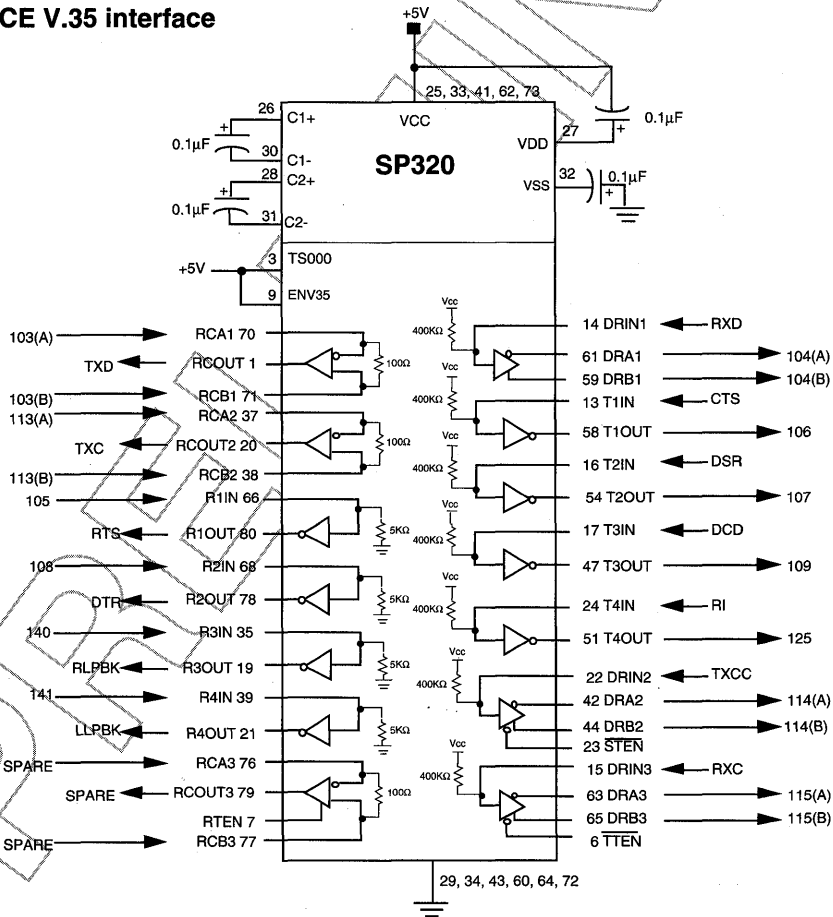 CE V.35 interface
+5V
25, 33, 41, 62, 73
26 C1+
VCC
0.1µF
27
VDD
0.1µF
30 C1-
28 C2+
SP320
32
VSS
0.1µF
0.1µF
31 C2-
3 TS000
+5V
9 ENV35
103(A) RCA1 70
TXD RCOUT 1
100Ω
103(B) RCB1 71
113(A) RCA2 37
TXC RCOUT2 20
100Ω
113(B) RCB2 38
105 R1IN 66
RTS R1OUT 80
5KΩ
108 R2IN 68
DTR R2OUT 78
5KΩ
140 R3IN 35
RLPBK R3OUT 19
5KΩ
141 R4IN 39
LLPBK R4OUT 21
5KΩ
SPARE RCA3 76
SPARE RCOUT3 79
100Ω
RTEN 7
SPARE RCB3 77
Vcc
400KΩ
14 DRIN1 RXD
61 DRA1 104(A)
59 DRB1 104(B)
Vcc
400KΩ
13 T1IN CTS
58 T1OUT 106
Vcc
400KΩ
16 T2IN DSR
54 T2OUT 107
Vcc
400KΩ
17 T3IN DCD
47 T3OUT 109
Vcc
400KΩ
24 T4IN RI
51 T4OUT 125
Vcc
400KΩ
22 DRIN2 TXCC
42 DRA2 114(A)
44 DRB2 114(B)
23 STEN
Vcc
400KΩ
15 DRIN3 RXC
63 DRA3 115(A)
65 DRB3 115(B)
6 TTEN
29, 34, 43, 60, 64, 72